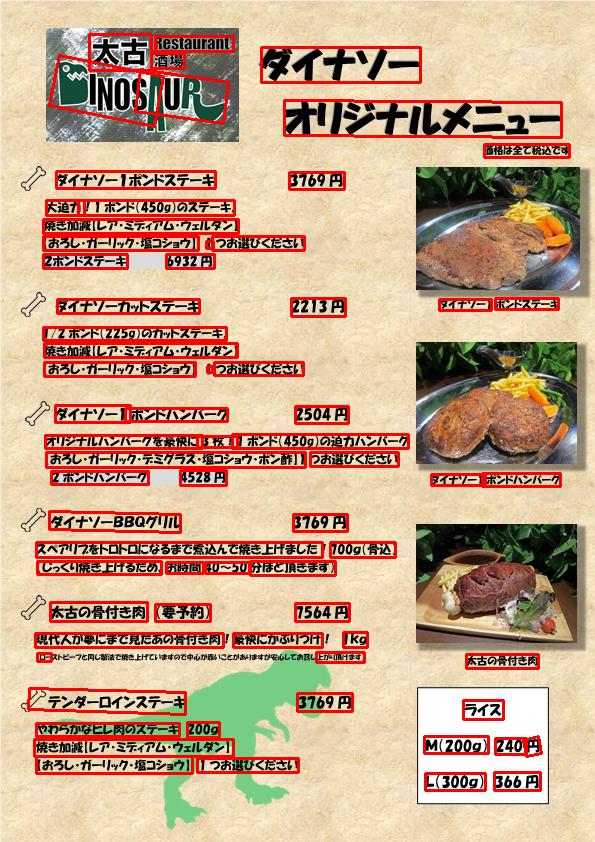 太古 Restaurant 酒場
DINOSAUR
ダイナソー
オリジナルメニュー
価格は全て税込です
ダイナソー1ポンドステーキ 3769円
大迫力!1ポンド(450g)のステーキ
焼き加減【レア・ミディアム・ウェルダン】
【おろし・ガーリック・塩コショウ】 1つお選びください
2ポンドステーキ 6932円
ダイナソー1ポンドステーキ
ダイナソーカットステーキ 2213円
1/2ポンド(225g)のカットステーキ
焼き加減【レア・ミディアム・ウェルダン】
【おろし・ガーリック・塩コショウ】 1つお選びください
ダイナソー1ポンドハンバーグ 2504円
オリジナルハンバーグを豪快に3枚!1ポンド(450g)の迫力ハンバーグ
【おろし・ガーリック・デミグラス・塩コショウ・ポン酢】1つお選びください
2ポンドハンバーグ 4528円
ダイナソー1ポンドハンバーグ
ダイナソーBBQグリル 3769円
スペアリブをトロトロになるまで煮込んで焼き上げました!700g(骨込)
じっくり焼き上げるため、お時間40~50分ほど頂きます)
太古の骨付き肉 (要予約) 7564円
現代人が夢にまで見たあの骨付き肉!豪快にかぶりつけ! 1Kg
ローストビーフと同じ製法で焼き上げていますので中心が赤いことがありますが安心してお召し上がり頂けます
太古の骨付き肉
テンダーロインステーキ 3769円
やわらかなヒレ肉のステーキ 200g
焼き加減【レア・ミディアム・ウェルダン】
【おろし・ガーリック・塩コショウ】 1つお選びください
ライス
M(200g) 240円
L(300g) 366円